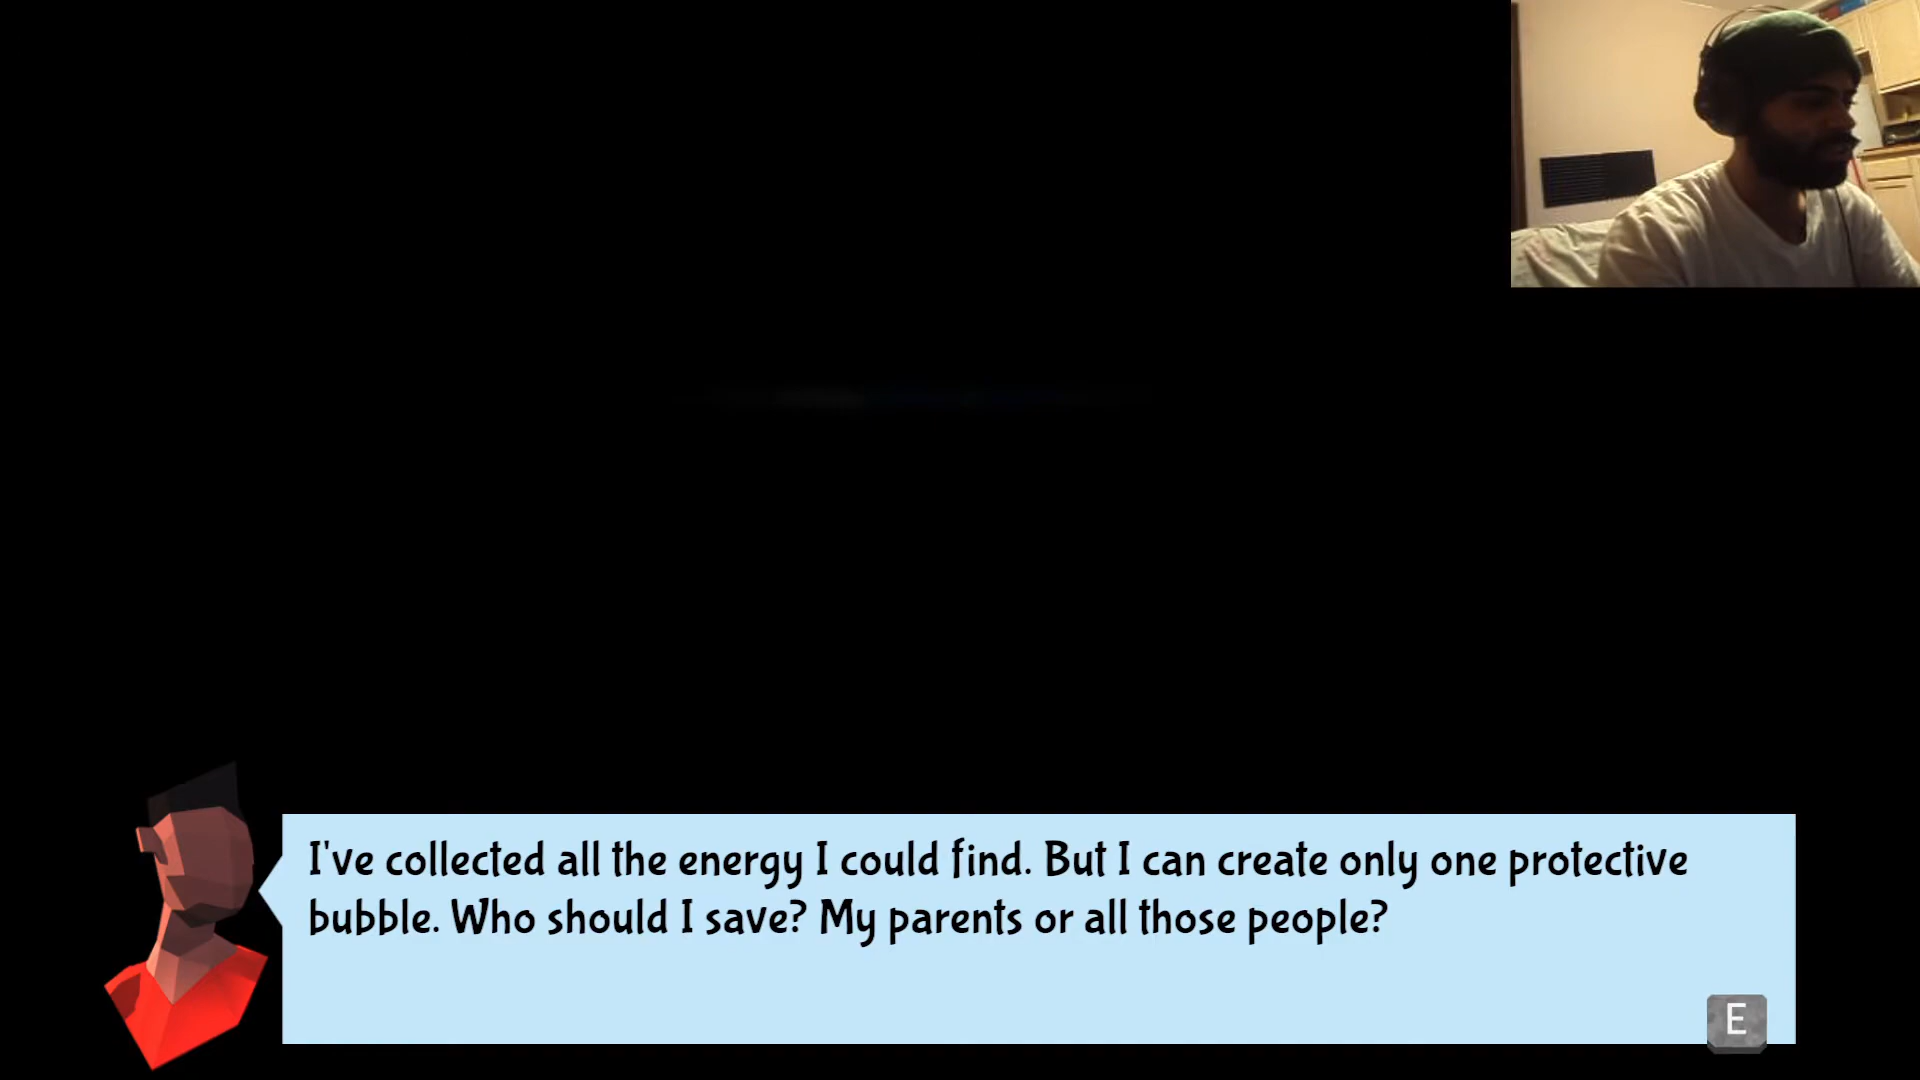 I've collected all the energy I could find. But I can create only one protective
bubble. Who should I save? My parents or all those people?
E